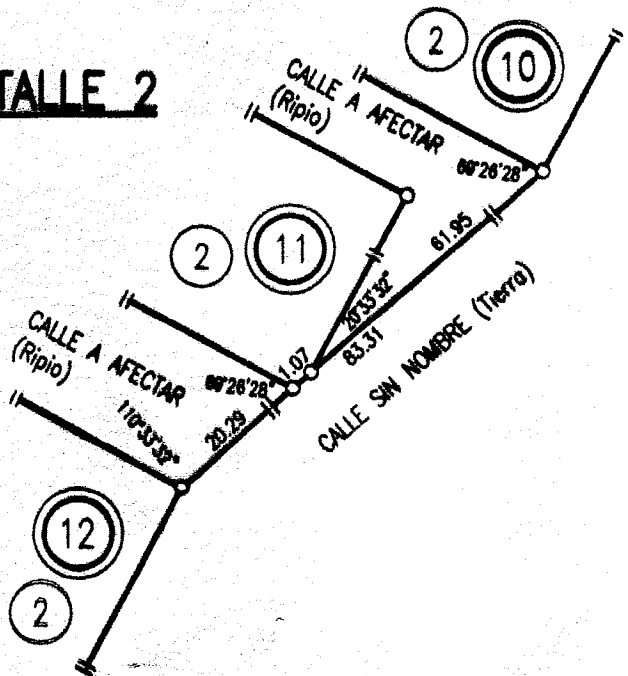 TALLE 2
2
10
CALLE A AFECTAR
(Ripio)
69°26'28"
61.95
2
11
20°33'32"
83.31
CALLE SIN NOMBRE (Tierra)
CALLE A AFECTAR
(Ripio)
69°26'28"
1.07
110°33'32"
20.29
12
2